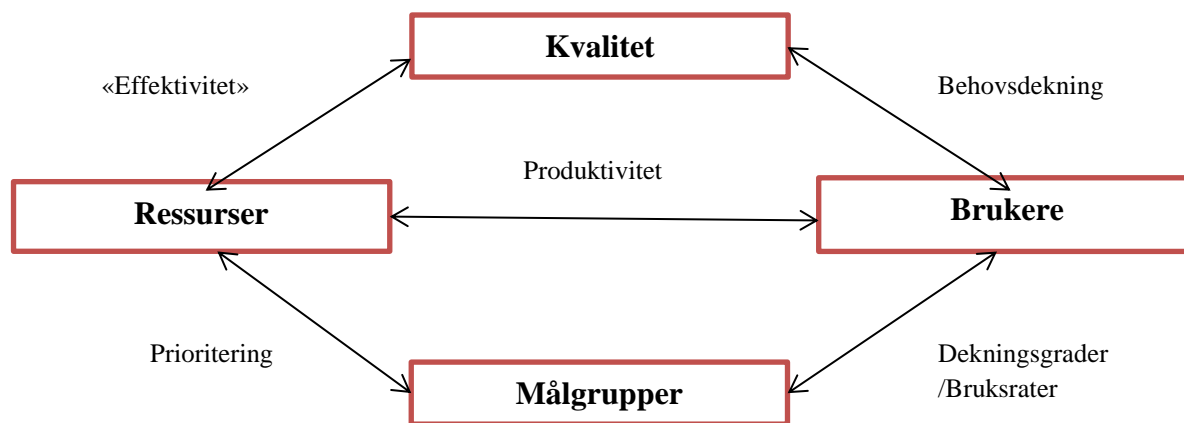 Kvalitet
«Effektivitet»
Behovsdekning
Produktivitet
Ressurser
Brukere
Prioritering
Dekningsgrader
/Bruksrater
Målgrupper